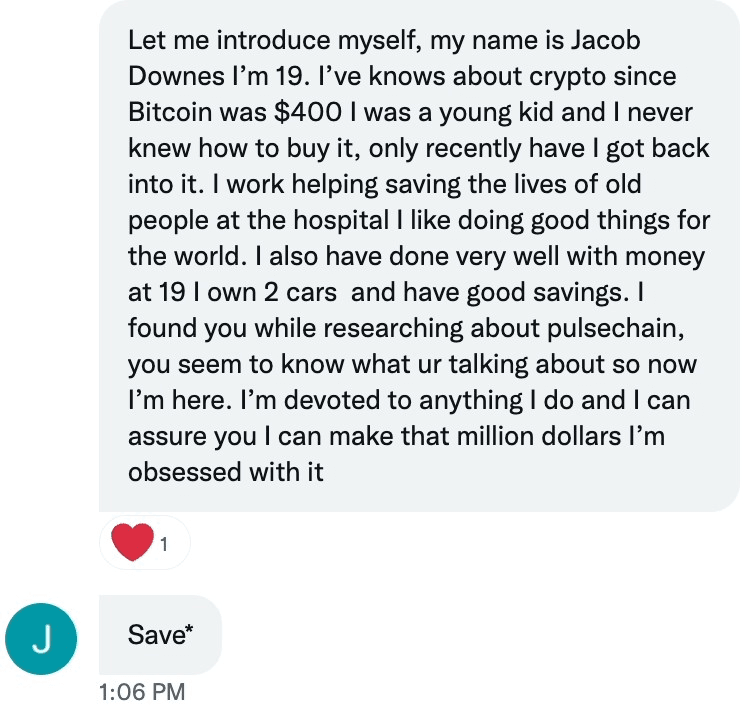 Let me introduce myself, my name is Jacob
Downes I’m 19. I’ve knows about crypto since
Bitcoin was $400 I was a young kid and I never
knew how to buy it, only recently have I got back
into it. I work helping saving the lives of old
people at the hospital I like doing good things for
the world. I also have done very well with money
at 19 I own 2 cars  and have good savings. I
found you while researching about pulsechain,
you seem to know what ur talking about so now
I’m here. I’m devoted to anything I do and I can
assure you I can make that million dollars I’m
obsessed with it
1
J
Save*
1:06 PM